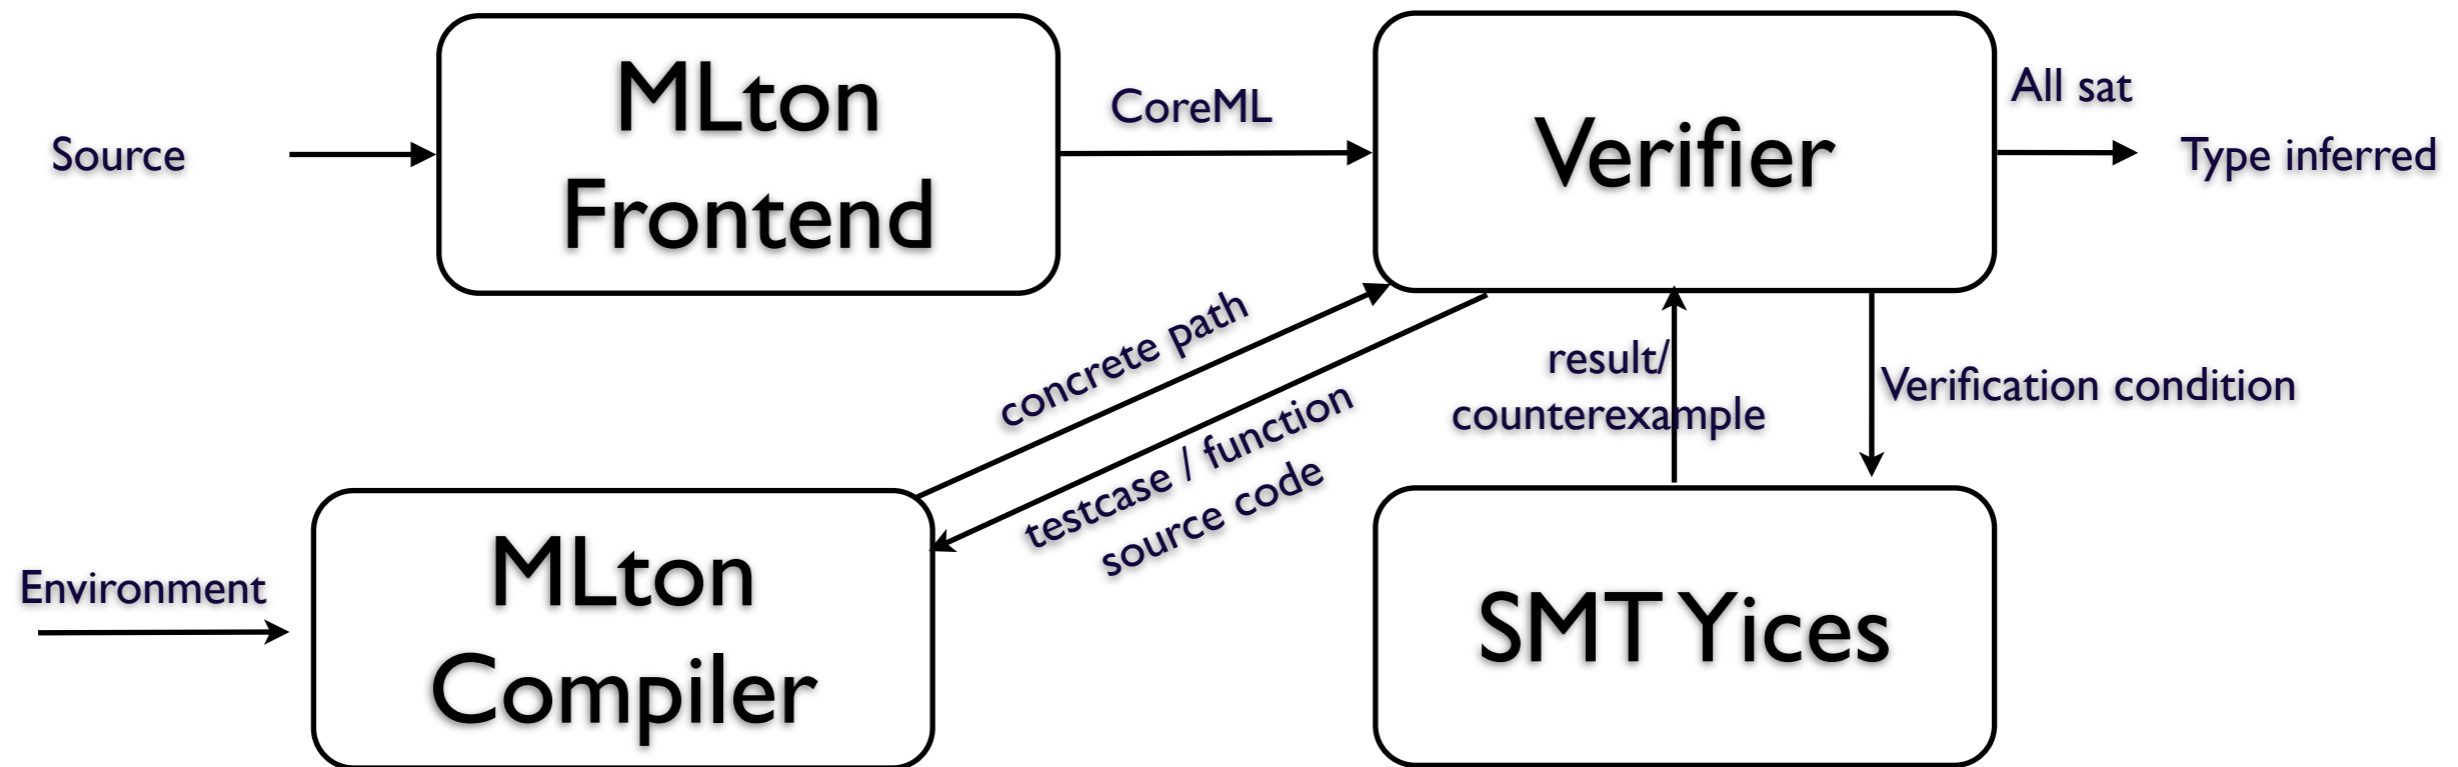 Source
MLton
Frontend
CoreML
Verifier
All sat
Type inferred
concrete path
testcase / function
source code
result/
counterexample
Verification condition
Environment
MLton
Compiler
SMT Yices